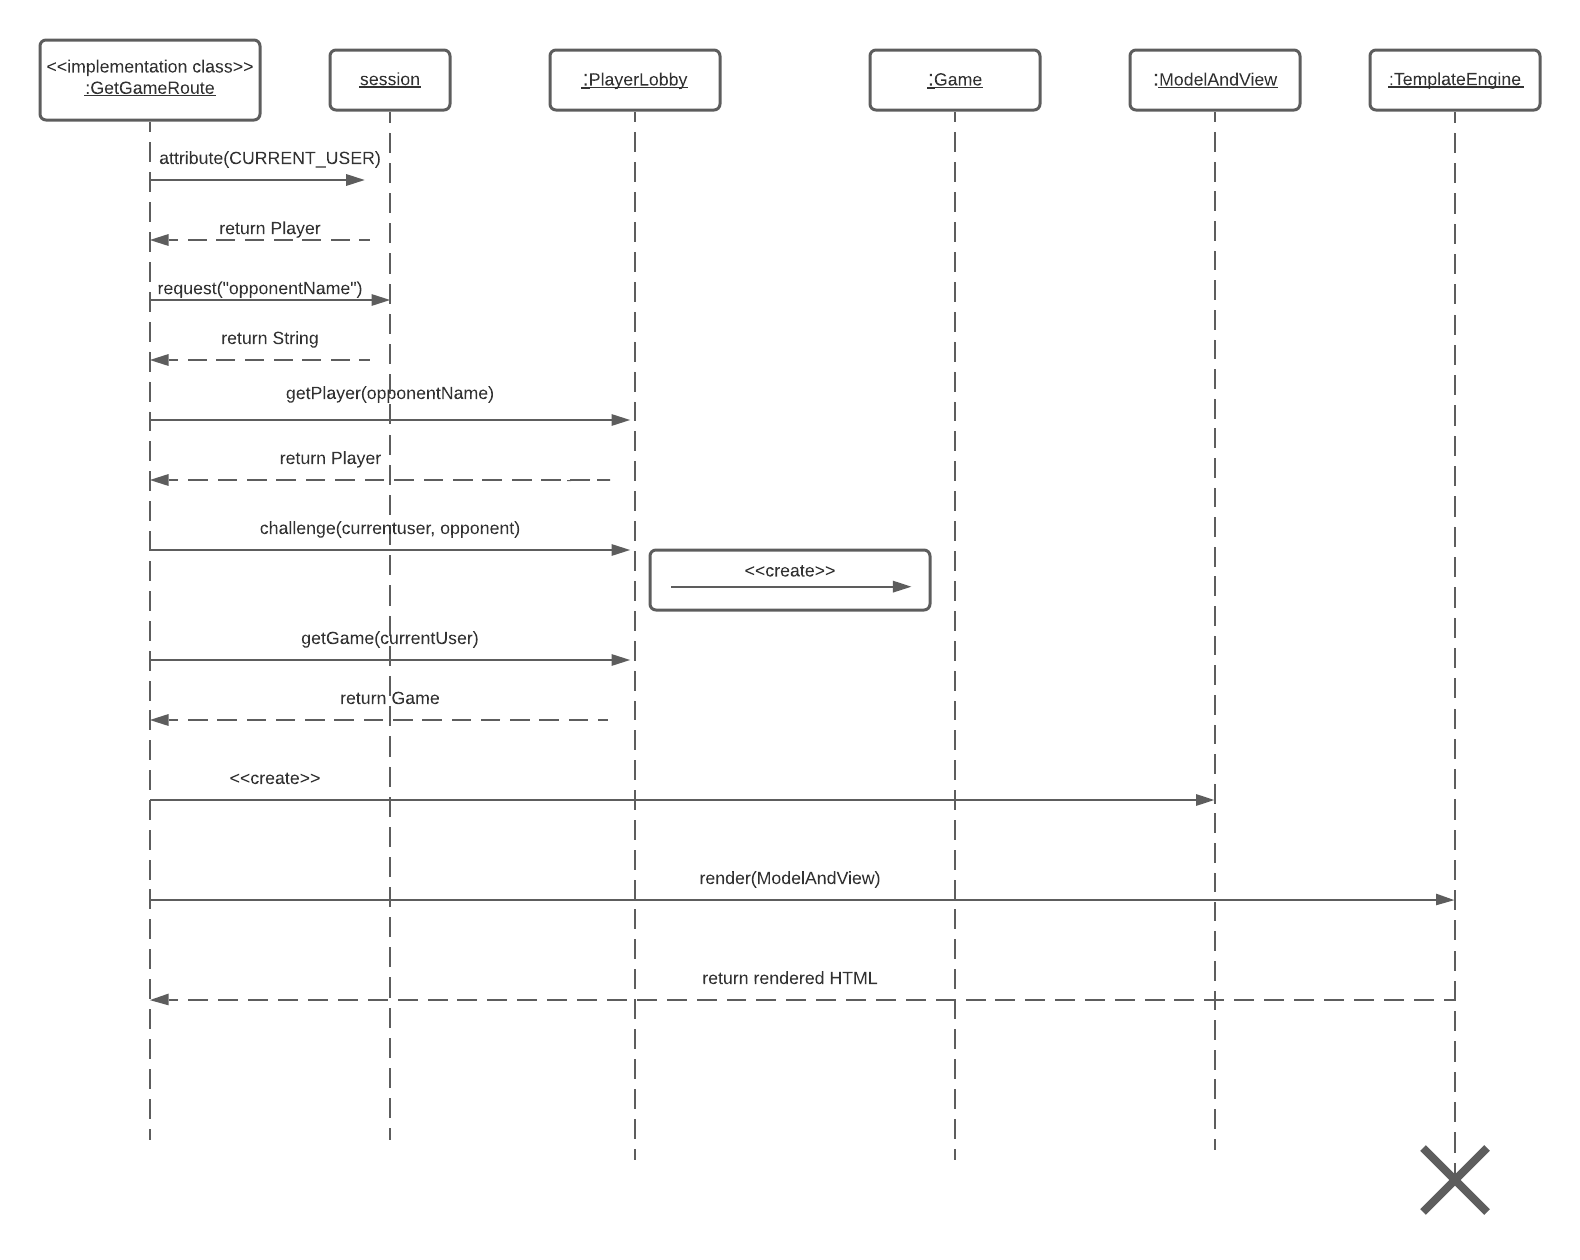 <<implementation class>>
:GetGameRoute
session
:PlayerLobby
:Game
:ModelAndView
:TemplateEngine
attribute(CURRENT_USER)
return Player
request("opponentName")
return String
getPlayer(opponentName)
return Player
challenge(currentuser, opponent)
<<create>>
getGame(currentUser)
return Game
<<create>>
render(ModelAndView)
return rendered HTML